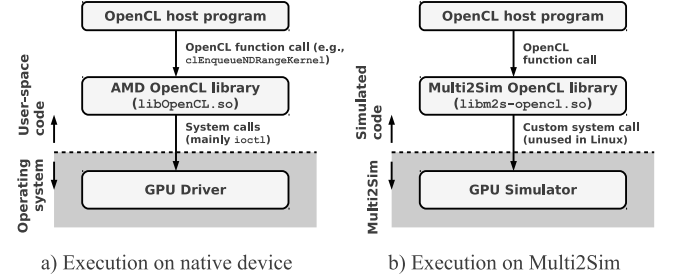 OpenCL host program
OpenCL function call (e.g.,
clEnqueueNDRangeKernel)
AMD OpenCL library
(libOpenCL.so)
User-space
code
System calls
(mainly ioctl)
Operating
system
GPU Driver
a) Execution on native device
OpenCL host program
OpenCL
function call
Multi2Sim OpenCL library
(libm2s-opencl.so)
Simulated
code
Custom system call
(unused in Linux)
Multi2Sim
GPU Simulator
b) Execution on Multi2Sim